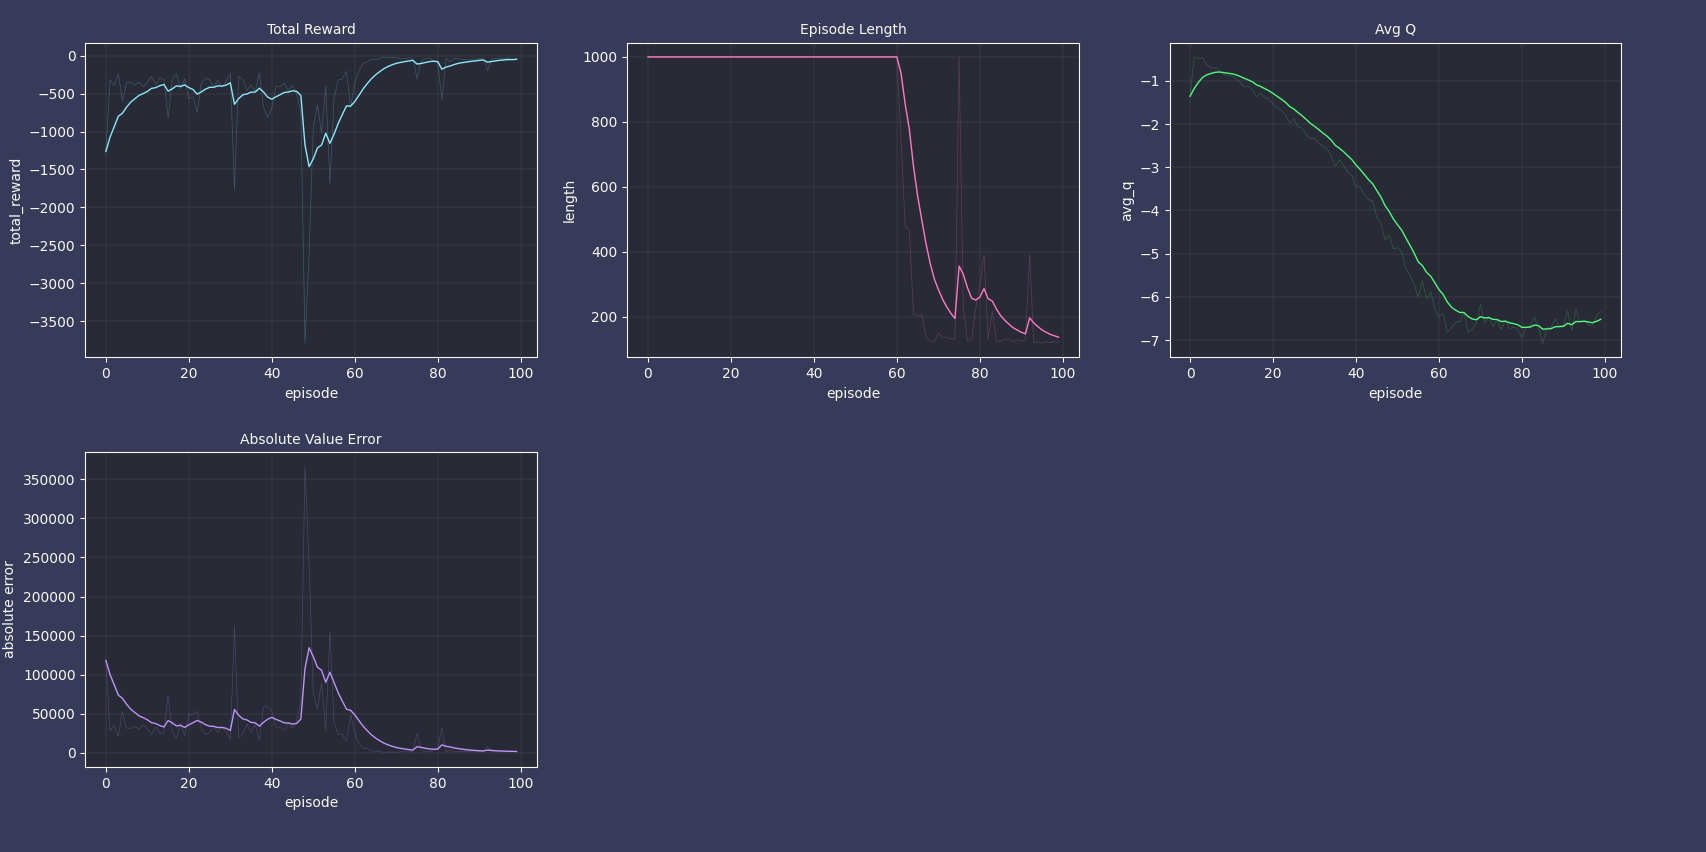 Total Reward
0
−500
−1000
−1500
−2000
−2500
−3000
−3500
total_reward
0 20 40 60 80 100
episode
Episode Length
1000
800
600
400
200
length
0 20 40 60 80 100
episode
Avg Q
−1
−2
−3
−4
−5
−6
−7
avg_q
0 20 40 60 80 100
episode
Absolute Value Error
350000
300000
250000
200000
150000
100000
50000
0
absolute error
0 20 40 60 80 100
episode